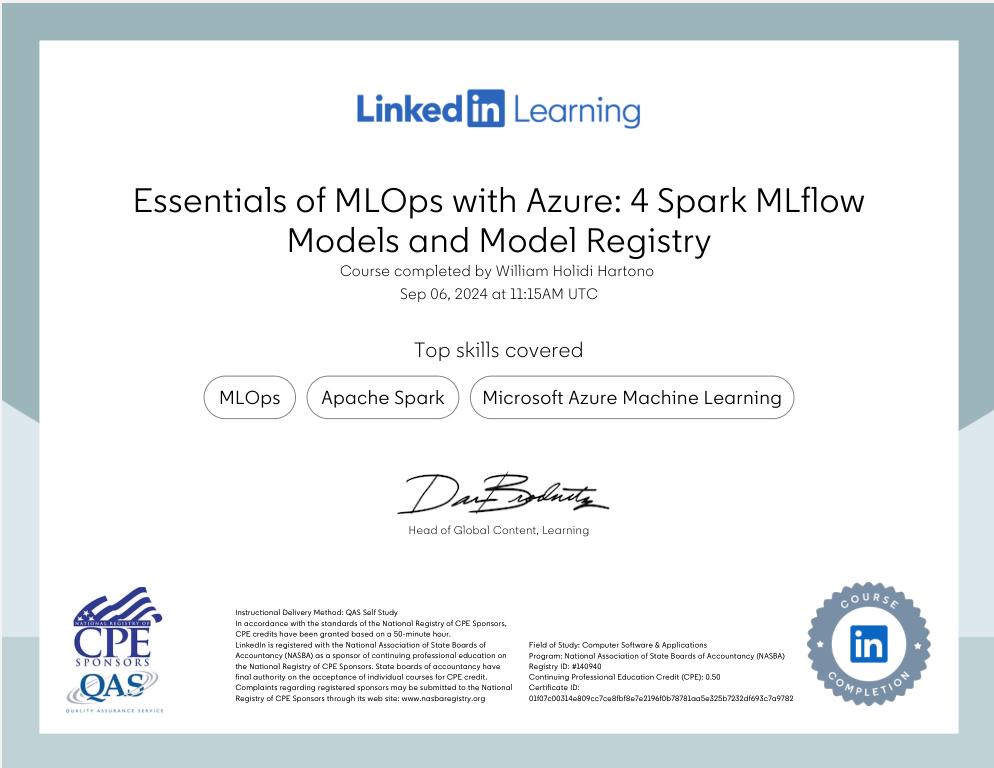 Linked in Learning
Essentials of MLOps with Azure: 4 Spark MLflow
Models and Model Registry
Course completed by William Holidi Hartono
Sep 06, 2024 at 11:15AM UTC
Top skills covered
MLOps
Apache Spark
Microsoft Azure Machine Learning
Dan Brodnitz
Head of Global Content, Learning
NATIONAL REGISTRY OF
CPE
SPONSORS
QAS
QUALITY ASSURANCE SERVICE
Instructional Delivery Method: QAS Self Study
In accordance with the standards of the National Registry of CPE Sponsors,
CPE credits have been granted based on a 50-minute hour.
LinkedIn is registered with the National Association of State Boards of
Accountancy (NASBA) as a sponsor of continuing professional education on
the National Registry of CPE Sponsors. State boards of accountancy have
final authority on the acceptance of individual courses for CPE credit.
Complaints regarding registered sponsors may be submitted to the National
Registry of CPE Sponsors through its web site: www.nasbaregistry.org
Field of Study: Computer Software & Applications
Program: National Association of State Boards of Accountancy (NASBA)
Registry ID: #140940
Continuing Professional Education Credit (CPE): 0.50
Certificate ID:
01f07c00314e809cc7ce8fbf8e7e2196f0b78781aa5e325b7232df693c7a9782
COURSE
in
COMPLETION